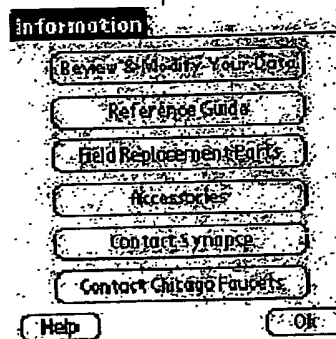 Information
Review & Modify Your Data
Reference Guide
Field Replacement Parts
Accessories
Contact Synapse
Contact Chicago Faucets
Help
Ok